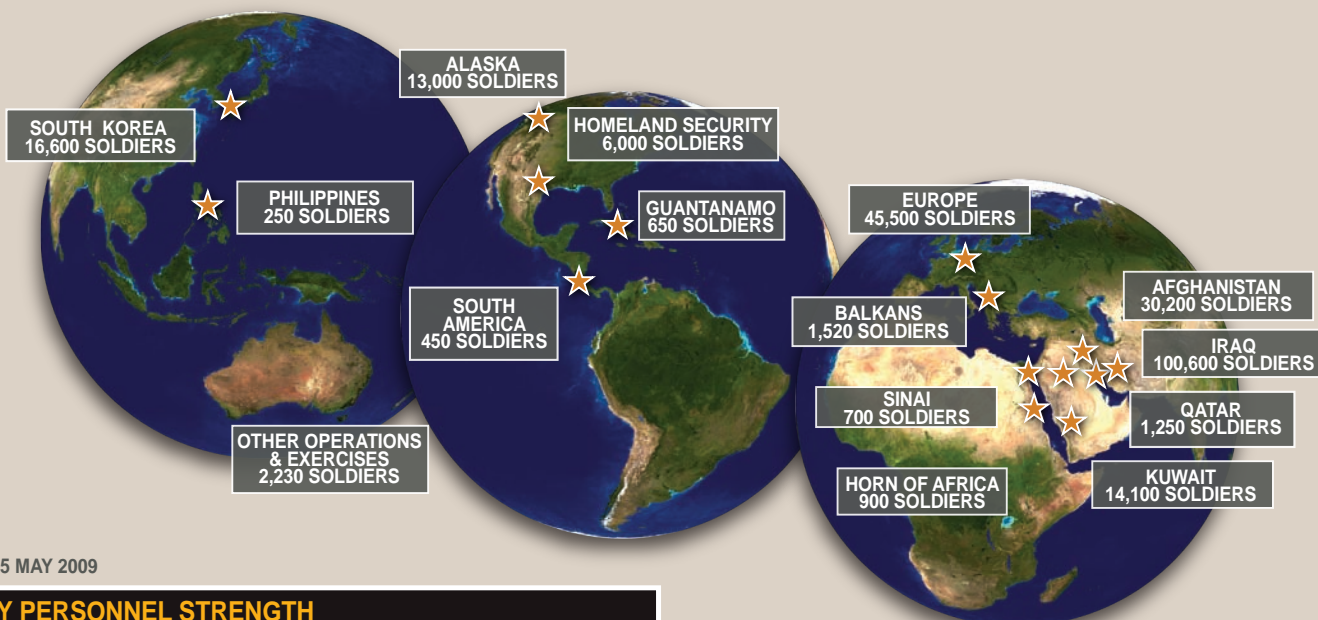 ALASKA
13,000 SOLDIERS
SOUTH KOREA
16,600 SOLDIERS
HOMELAND SECURITY
6,000 SOLDIERS
PHILIPPINES
250 SOLDIERS
GUANTANAMO
650 SOLDIERS
EUROPE
45,500 SOLDIERS
SOUTH
AMERICA
450 SOLDIERS
BALKANS
1,520 SOLDIERS
AFGHANISTAN
30,200 SOLDIERS
IRAQ
100,600 SOLDIERS
SINAI
700 SOLDIERS
QATAR
1,250 SOLDIERS
OTHER OPERATIONS
& EXERCISES
2,230 SOLDIERS
HORN OF AFRICA
900 SOLDIERS
KUWAIT
14,100 SOLDIERS
5 MAY 2009
Y PERSONNEL STRENGTH